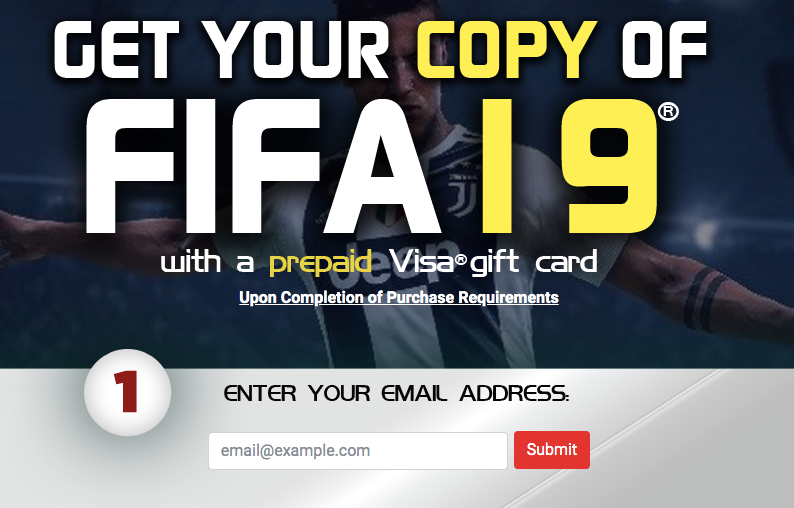 GET YOUR COPY OF
FIFA 19®
with a prepaid Visa® gift card
Upon Completion of Purchase Requirements
Jeep
J
1
ENTER YOUR EMAIL ADDRESS:
email@example.com
Submit